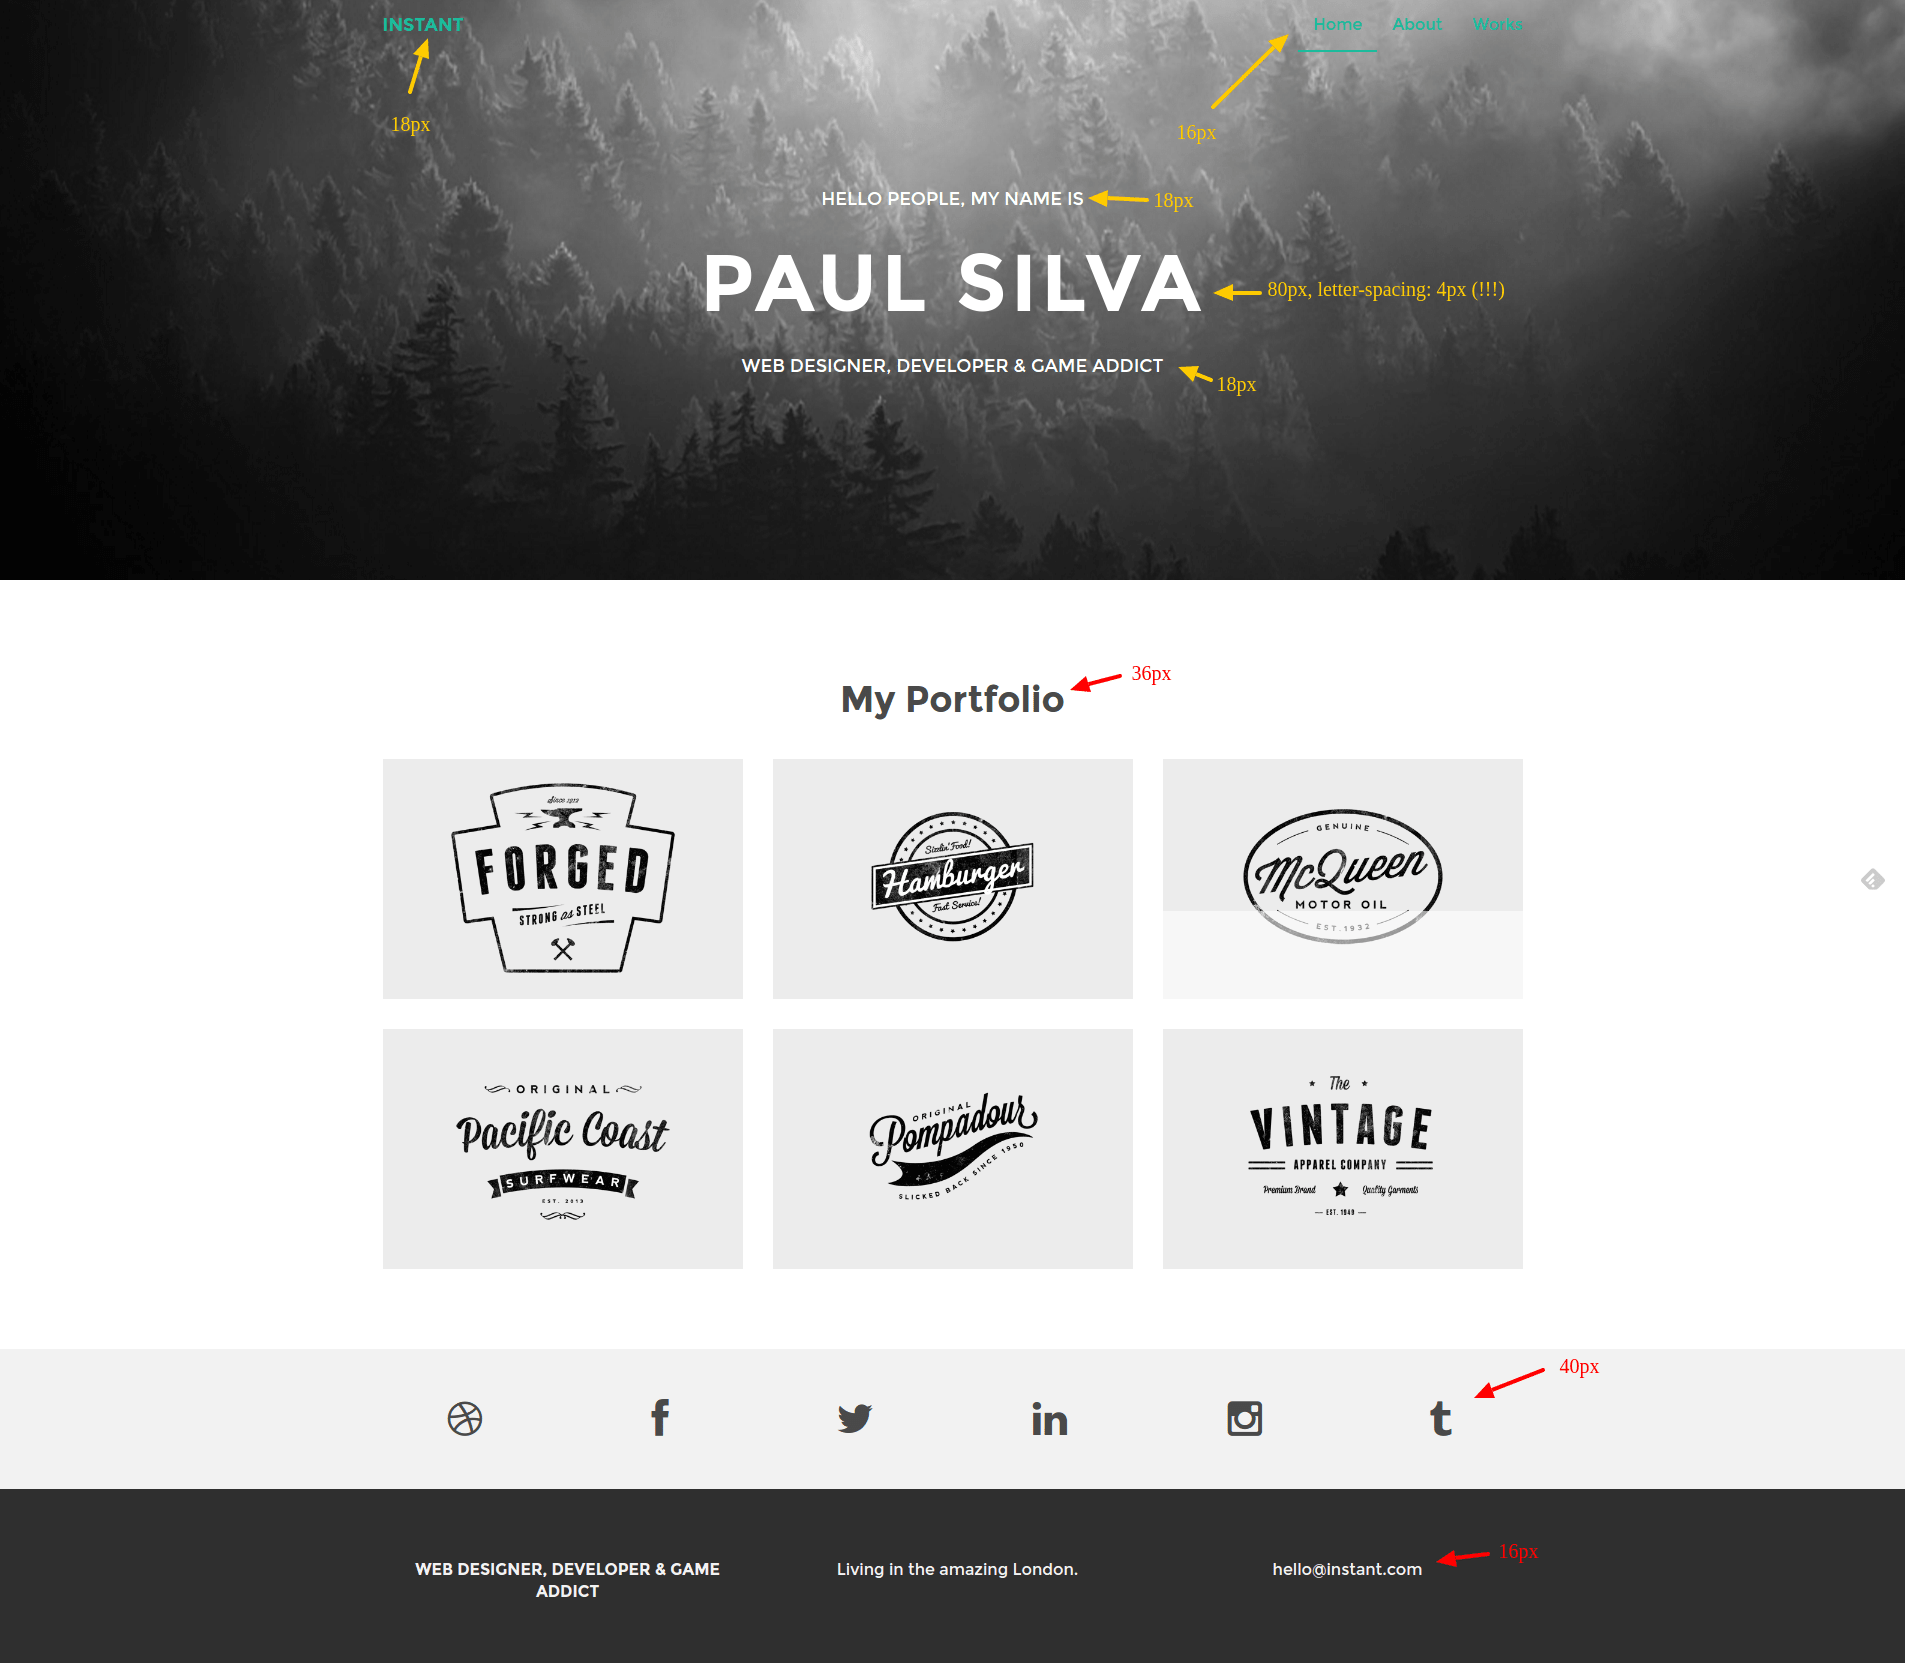 INSTANT
Home About Works
18px
16px
HELLO PEOPLE, MY NAME IS
18px
PAUL SILVA
80px, letter-spacing: 4px (!!!)
WEB DESIGNER, DEVELOPER & GAME ADDICT
18px
My Portfolio
36px
Since 1913
FORGED
STRONG as STEEL
Sizzlin' Food!
Hamburger
Fast Service!
GENUINE
McQueen
MOTOR OIL
EST.1932
ORIGINAL
Pacific Coast
SURFWEAR
EST. 2013
ORIGINAL
Pompadour
SLICKED BACK SINCE 1950
The
VINTAGE
APPAREL COMPANY
Premium Brand Quality Garments
EST. 1949
40px
16px
WEB DESIGNER, DEVELOPER & GAME
ADDICT
Living in the amazing London.
hello@instant.com